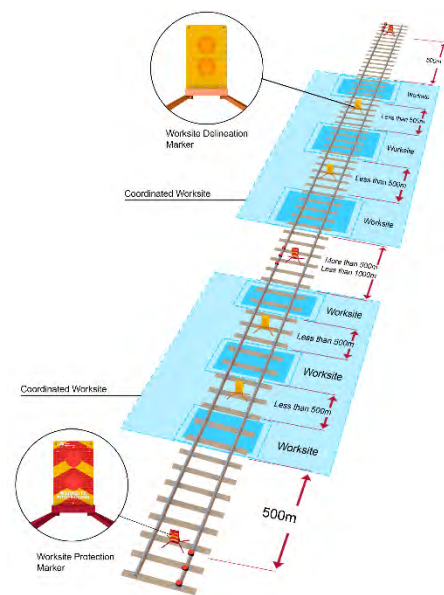 500m
Worksite
Less than 500m
Worksite Delineation
Marker
Worksite
Less than 500m
Coordinated Worksite
Worksite
More than 500m
Less than 1000m
Worksite
Less than 500m
Worksite
Coordinated Worksite
Less than 500m
Worksite
500m
Worksite Protection
Marker